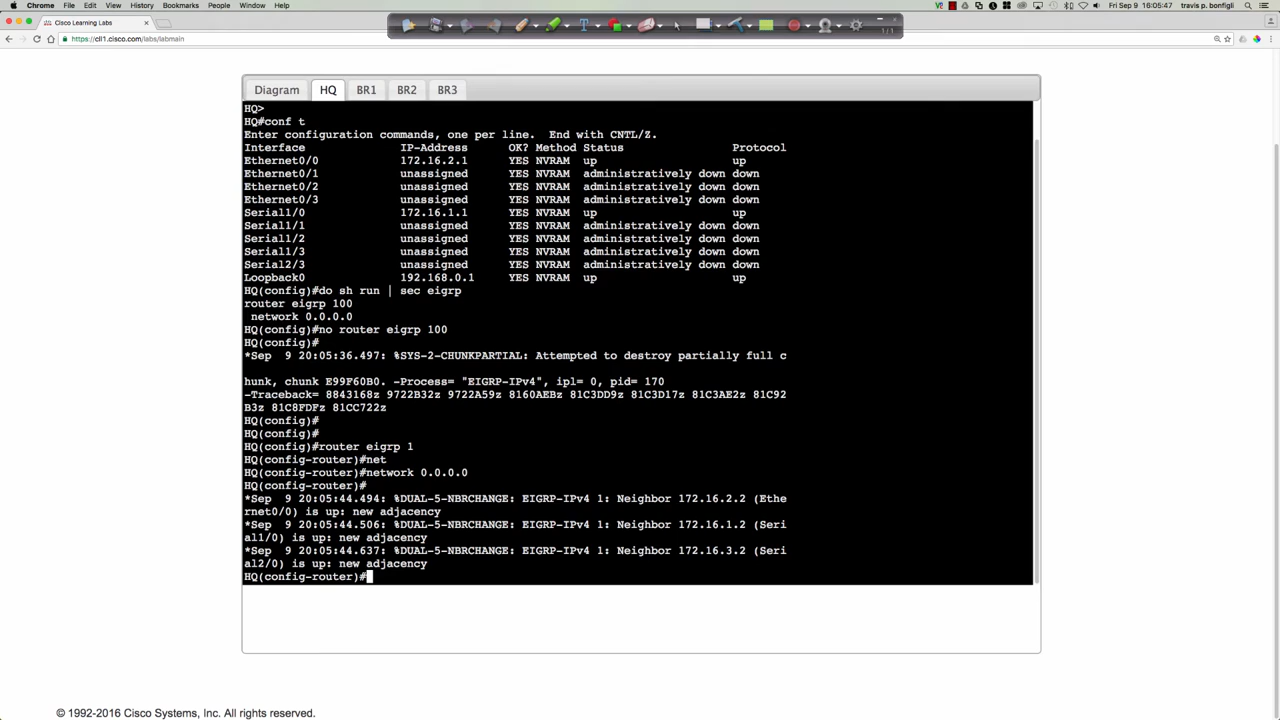 Chrome File Edit View History Bookmarks People Window Help
Fri Sep 9 16:05:47 travis p. bonfigli
Cisco Learning Labs
https://cll1.cisco.com/labs/labmain
Diagram HQ BR1 BR2 BR3
HQ>
HQ#conf t
Enter configuration commands, one per line. End with CNTL/Z.
Interface IP-Address OK? Method Status Protocol
Ethernet0/0 172.16.2.1 YES NVRAM up up
Ethernet0/1 unassigned YES NVRAM administratively down down
Ethernet0/2 unassigned YES NVRAM administratively down down
Ethernet0/3 unassigned YES NVRAM administratively down down
Serial1/0 172.16.1.1 YES NVRAM up up
Serial1/1 unassigned YES NVRAM administratively down down
Serial1/2 unassigned YES NVRAM administratively down down
Serial1/3 unassigned YES NVRAM administratively down down
Serial2/3 unassigned YES NVRAM administratively down down
Loopback0 192.168.0.1 YES NVRAM up up
HQ(config)#do sh run | sec eigrp
router eigrp 100
network 0.0.0.0
HQ(config)#no router eigrp 100
HQ(config)#
*Sep 9 20:05:36.497: %SYS-2-CHUNKPARTIAL: Attempted to destroy partially full c
hunk, chunk E99F60B0. -Process= "EIGRP-IPv4", ipl= 0, pid= 170
-Traceback= 8843168z 9722B32z 9722A59z 8160AEBz 81C3DD9z 81C3D17z 81C3AE2z 81C92
B3z 81C8FDFz 81CC722z
HQ(config)#
HQ(config)#
HQ(config)#router eigrp 1
HQ(config-router)#net
HQ(config-router)#network 0.0.0.0
HQ(config-router)#
*Sep 9 20:05:44.494: %DUAL-5-NBRCHANGE: EIGRP-IPv4 1: Neighbor 172.16.2.2 (Ethe
rnet0/0) is up: new adjacency
*Sep 9 20:05:44.506: %DUAL-5-NBRCHANGE: EIGRP-IPv4 1: Neighbor 172.16.1.2 (Seri
al1/0) is up: new adjacency
*Sep 9 20:05:44.637: %DUAL-5-NBRCHANGE: EIGRP-IPv4 1: Neighbor 172.16.3.2 (Seri
al2/0) is up: new adjacency
HQ(config-router)#
© 1992-2016 Cisco Systems, Inc. All rights reserved.